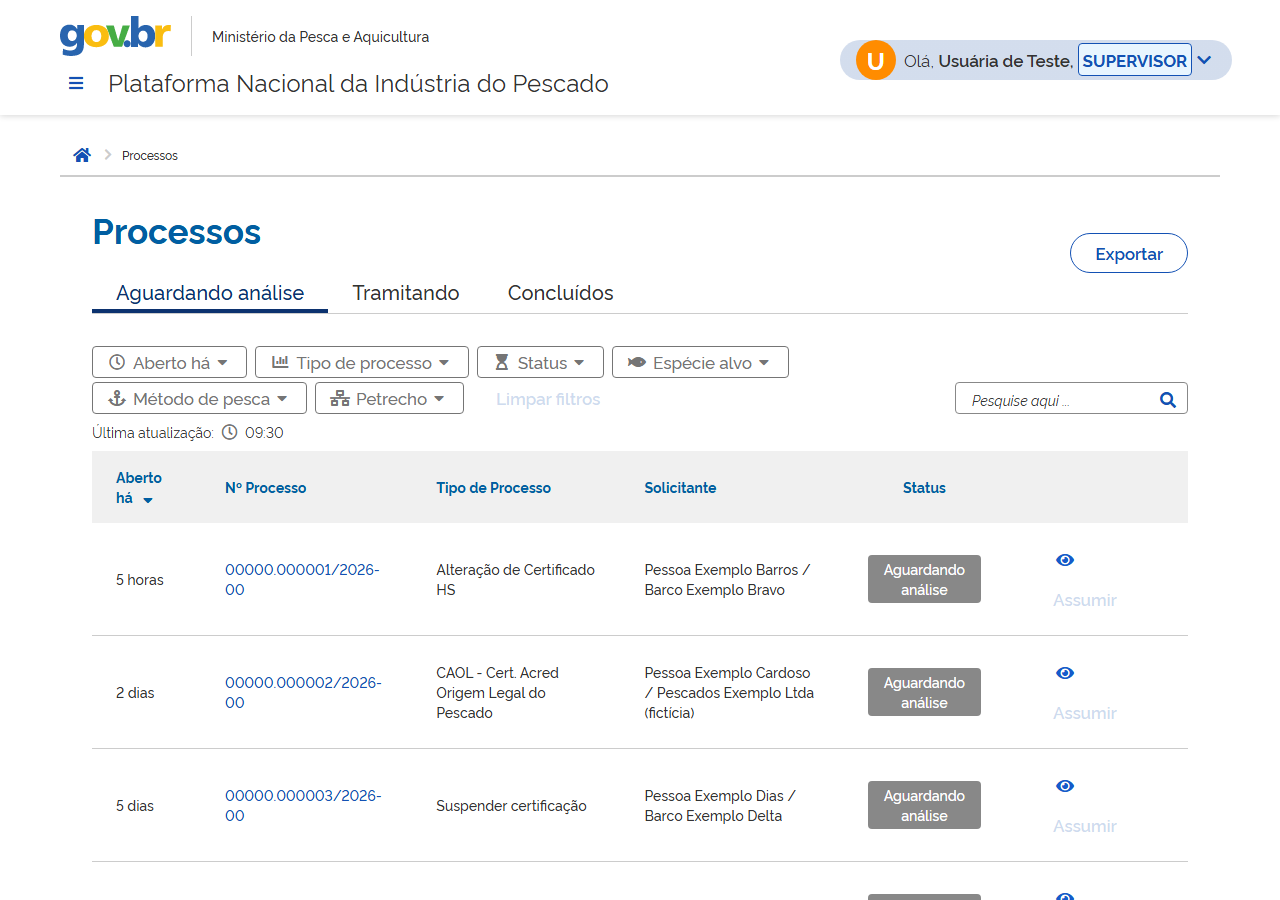 gov.br
Ministério da Pesca e Aquicultura
Plataforma Nacional da Indústria do Pescado
U Olá, Usuária de Teste, SUPERVISOR
Processos
Processos
Exportar
Aguardando análise Tramitando Concluídos
Aberto há Tipo de processo Status Espécie alvo
Método de pesca Petrecho Limpar filtros Pesquise aqui ...
Última atualização: 09:30
Aberto
há Nº Processo Tipo de Processo Solicitante Status
5 horas
00000.000001/2026-
00
Alteração de Certificado
HS
Pessoa Exemplo Barros /
Barco Exemplo Bravo
Aguardando
análise
Assumir
2 dias
00000.000002/2026-
00
CAOL - Cert. Acred
Origem Legal do
Pescado
Pessoa Exemplo Cardoso
/ Pescados Exemplo Ltda
(fictícia)
Aguardando
análise
Assumir
5 dias
00000.000003/2026-
00
Suspender certificação
Pessoa Exemplo Dias /
Barco Exemplo Delta
Aguardando
análise
Assumir